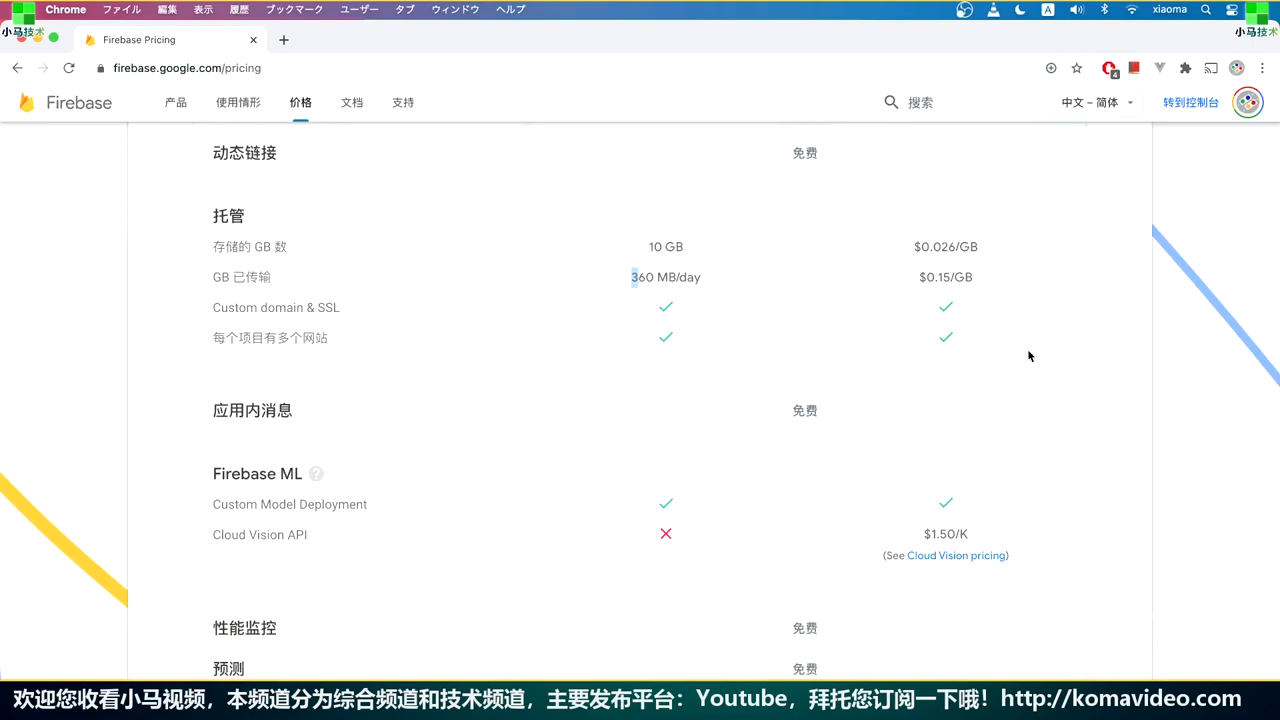 Chrome ファイル 編集 表示 履歴 ブックマーク ユーザー タブ ウィンドウ ヘルプ A xiaoma
小马技术 小马技术
Firebase Pricing
firebase.google.com/pricing 4
Firebase 产品 使用情形 价格 文档 支持 搜索 中文 – 简体 转到控制台
动态链接 免费
托管
存储的 GB 数 10 GB $0.026/GB
GB 已传输 360 MB/day $0.15/GB
Custom domain & SSL
每个项目有多个网站
应用内消息 免费
Firebase ML ?
Custom Model Deployment
Cloud Vision API $1.50/K
(See Cloud Vision pricing)
性能监控 免费
预测 免费
欢迎您收看小马视频，本频道分为综合频道和技术频道，主要发布平台：Youtube，拜托您订阅一下哦！http://komavideo.com